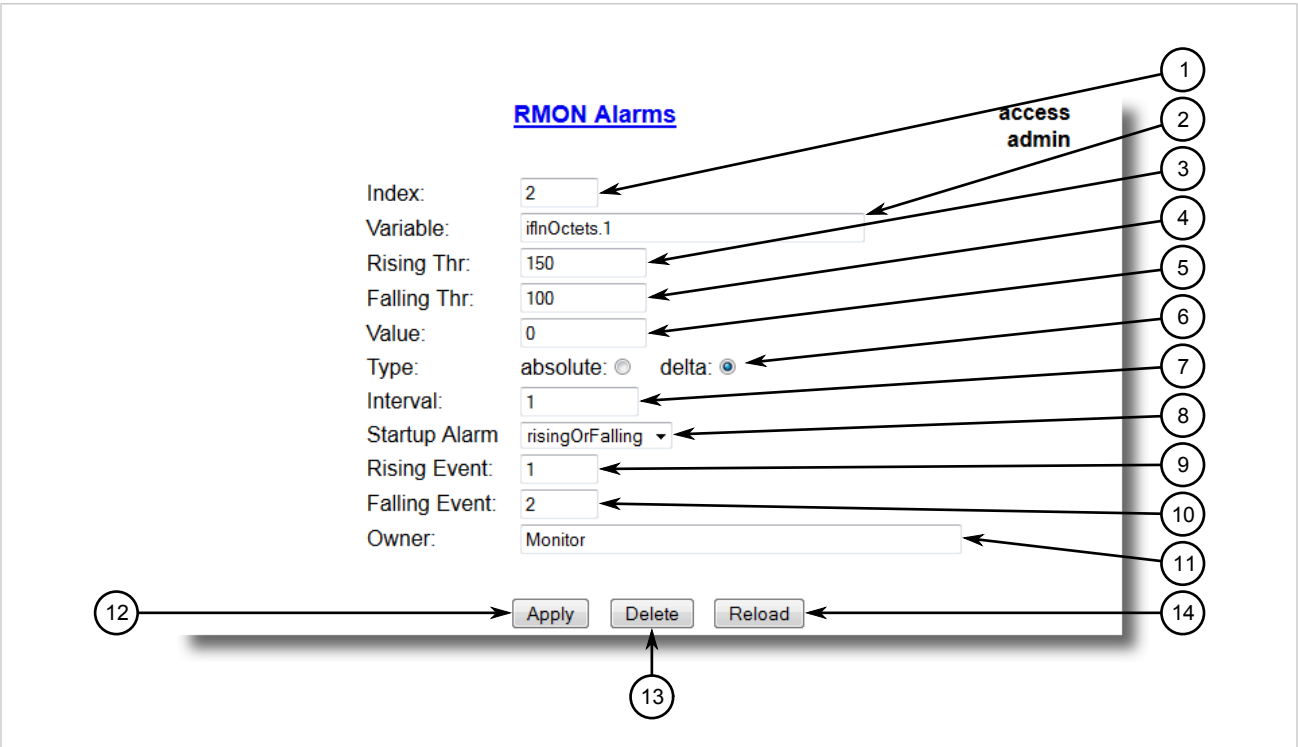 1
RMON Alarms
access
admin
2
3
Index: 2
4
Variable: ifInOctets.1
Rising Thr: 150
5
Falling Thr: 100
6
Value: 0
Type: absolute: delta:
7
Interval: 1
8
Startup Alarm risingOrFalling
9
Rising Event: 1
10
Falling Event: 2
Owner: Monitor
11
12
Apply Delete Reload
14
13